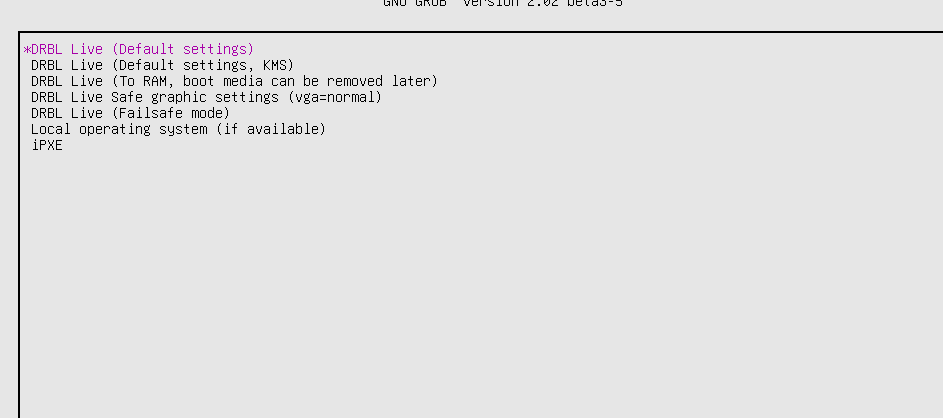 GNU GRUB  version 2.02 beta3-5
*DRBL Live (Default settings)
DRBL Live (Default settings, KMS)
DRBL Live (To RAM, boot media can be removed later)
DRBL Live Safe graphic settings (vga=normal)
DRBL Live (Failsafe mode)
Local operating system (if available)
iPXE